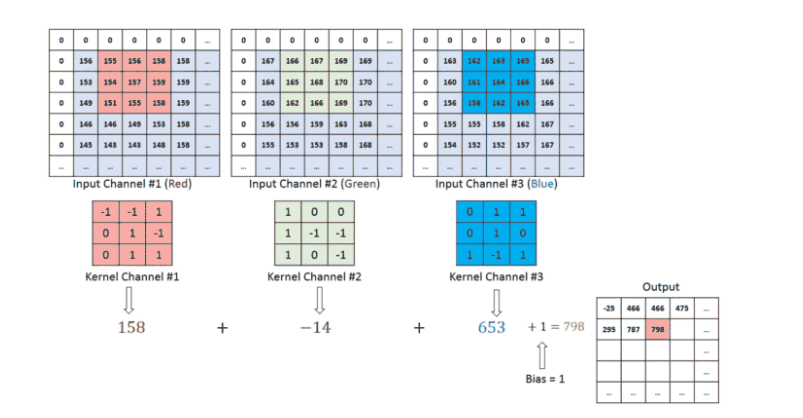 0 0 0 0 0 0 ...
0 156 155 156 158 158 ...
0 153 154 157 159 159 ...
0 149 151 155 158 159 ...
0 146 146 149 153 158 ...
0 145 143 143 148 158 ...
... ... ... ... ... ... ...
Input Channel #1 (Red)
0 0 0 0 0 0 ...
0 167 166 167 169 169 ...
0 164 165 168 170 170 ...
0 160 162 166 169 170 ...
0 156 156 159 163 168 ...
0 155 153 153 158 168 ...
... ... ... ... ... ... ...
Input Channel #2 (Green)
0 0 0 0 0 0 ...
0 163 162 163 165 165 ...
0 160 161 164 166 166 ...
0 156 158 162 165 166 ...
0 155 155 158 162 167 ...
0 154 152 152 157 167 ...
... ... ... ... ... ... ...
Input Channel #3 (Blue)
-1 -1 1
0 1 -1
0 1 1
Kernel Channel #1
1 0 0
1 -1 -1
1 0 -1
Kernel Channel #2
0 1 1
0 1 0
1 -1 1
Kernel Channel #3
158 + −14 + 653 + 1 = 798
Bias = 1
Output
-25 466 466 475 ...
295 787 798 ...
...
...
... ... ... ... ...